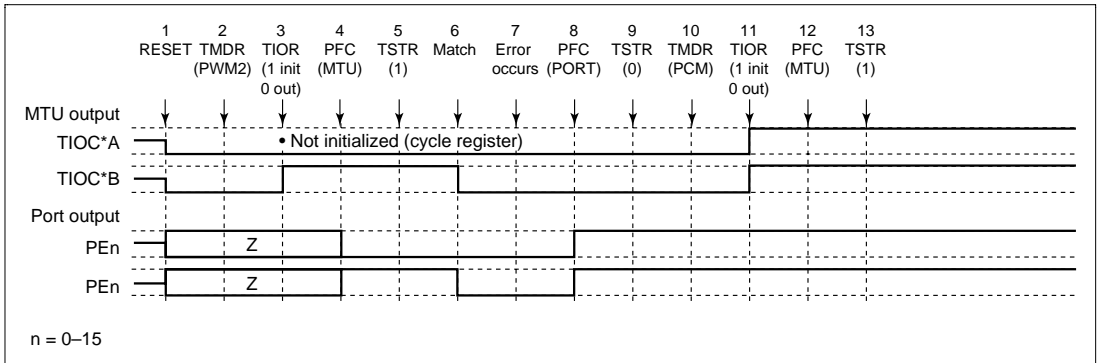 1 2 3 4 5 6 7 8 9 10 11 12 13
RESET TMDR TIOR PFC TSTR Match Error PFC TSTR TMDR TIOR PFC TSTR
(PWM2) (1 init (MTU) (1) occurs (PORT) (0) (PCM) (1 init (MTU) (1)
0 out) 0 out)
MTU output
TIOC*A • Not initialized (cycle register)
TIOC*B
Port output
PEn Z
PEn Z
n = 0–15